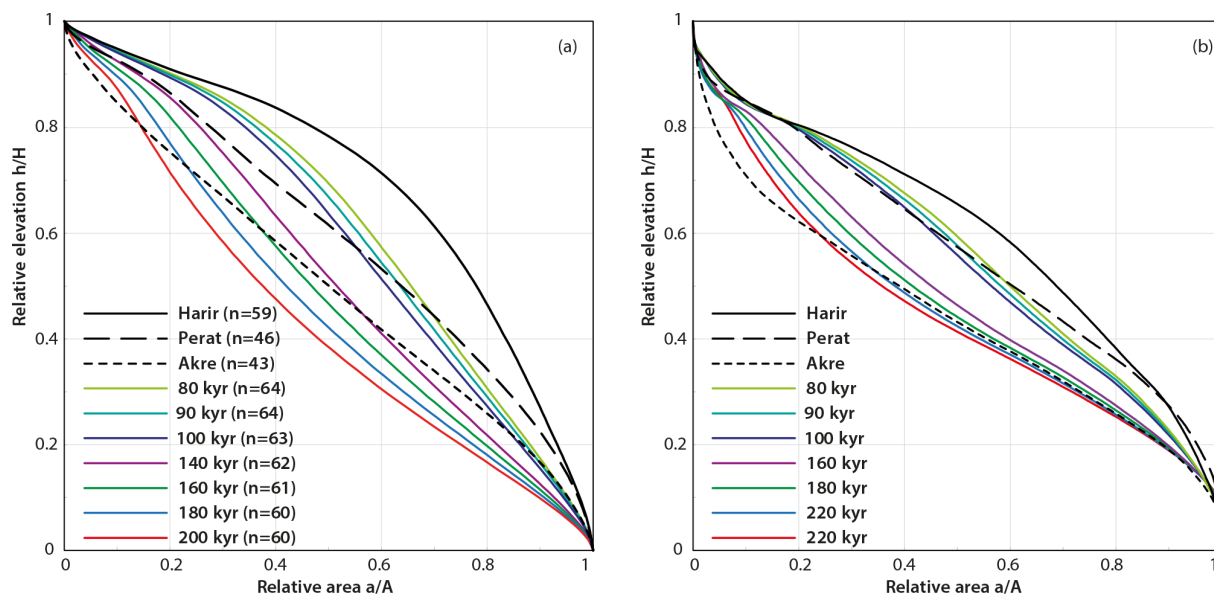 (a)
1
0.8
0.6
0.4
0.2
0
Relative elevation h/H
Harir (n=59)
Perat (n=46)
Akre (n=43)
80 kyr (n=64)
90 kyr (n=64)
100 kyr (n=63)
140 kyr (n=62)
160 kyr (n=61)
180 kyr (n=60)
200 kyr (n=60)
0 0.2 0.4 0.6 0.8 1
Relative area a/A
(b)
1
0.8
0.6
0.4
0.2
0
Relative elevation h/H
Harir
Perat
Akre
80 kyr
90 kyr
100 kyr
160 kyr
180 kyr
220 kyr
220 kyr
0 0.2 0.4 0.6 0.8 1
Relative area a/A